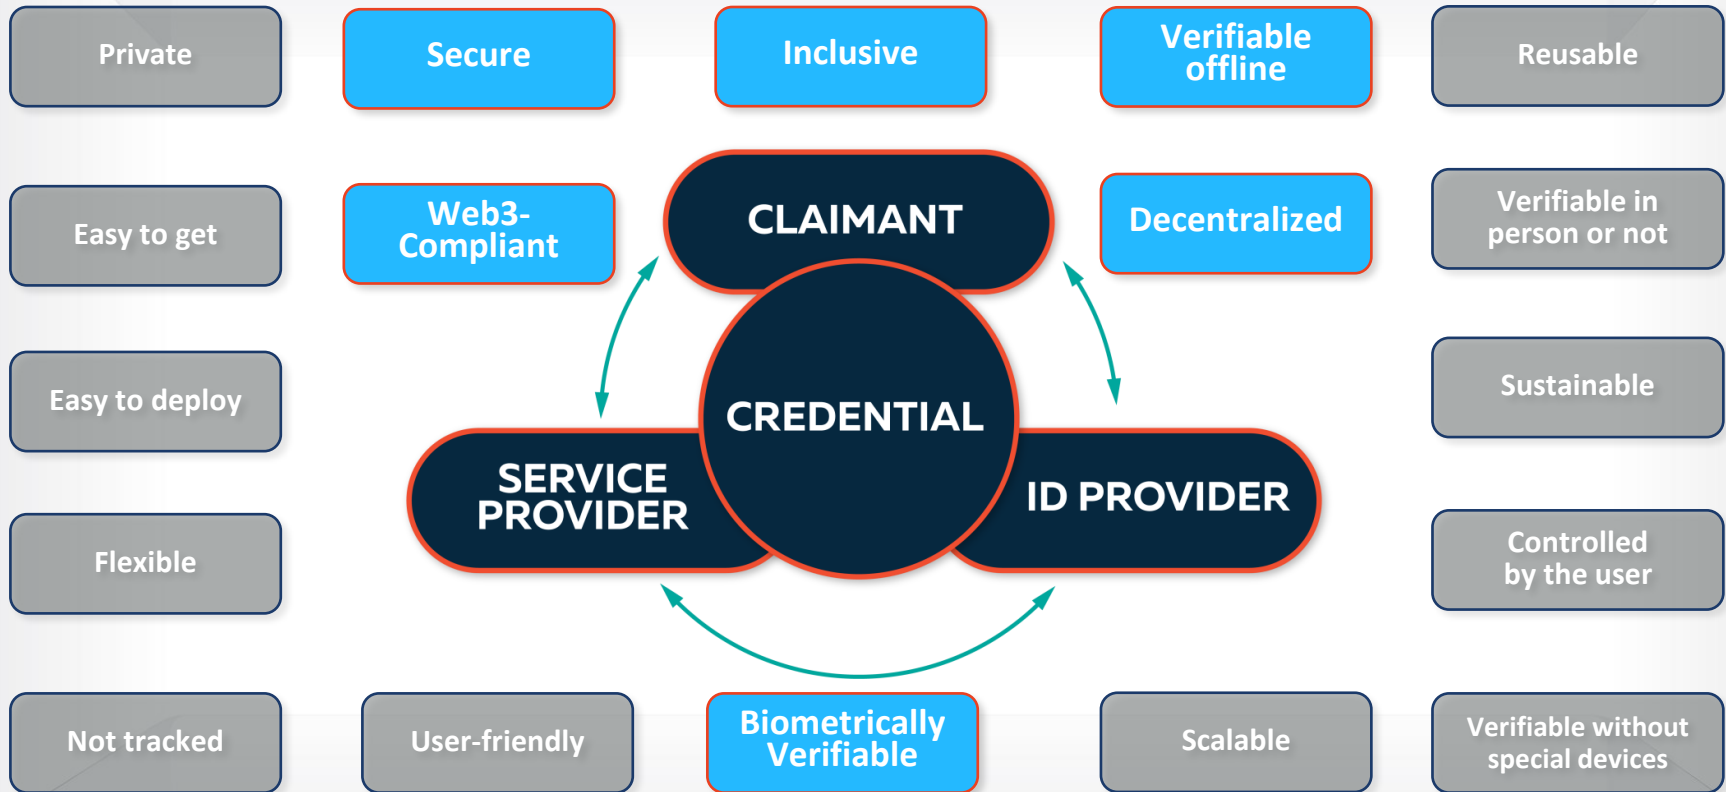 Private
Secure
Inclusive
Verifiable
offline
Reusable
Easy to get
Web3-
Compliant
CLAIMANT
Decentralized
Verifiable in
person or not
Easy to deploy
CREDENTIAL
Sustainable
SERVICE
PROVIDER
ID PROVIDER
Flexible
Controlled
by the user
Not tracked
User-friendly
Biometrically
Verifiable
Scalable
Verifiable without
special devices